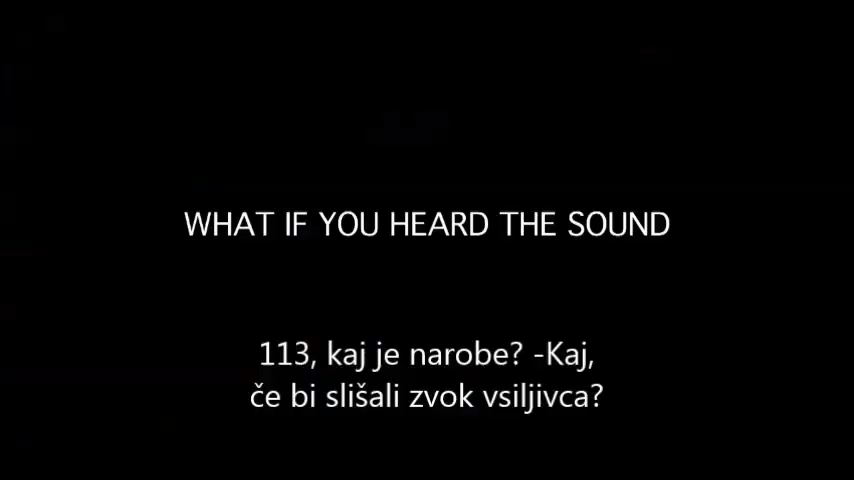 WHAT IF YOU HEARD THE SOUND
113, kaj je narobe? -Kaj,
če bi slišali zvok vsiljivca?